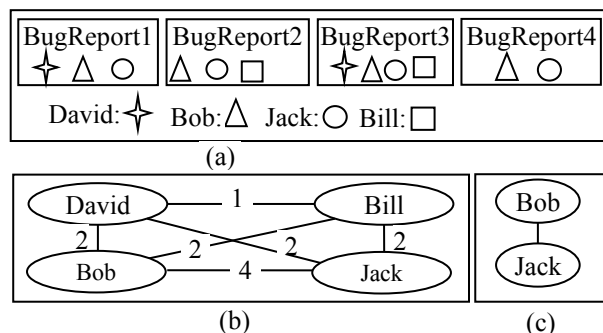 BugReport1 BugReport2 BugReport3 BugReport4
David: Bob: Jack: Bill:
(a)
David 1 Bill
2 2 2 2
Bob 4 Jack
(b)
Bob
Jack
(c)